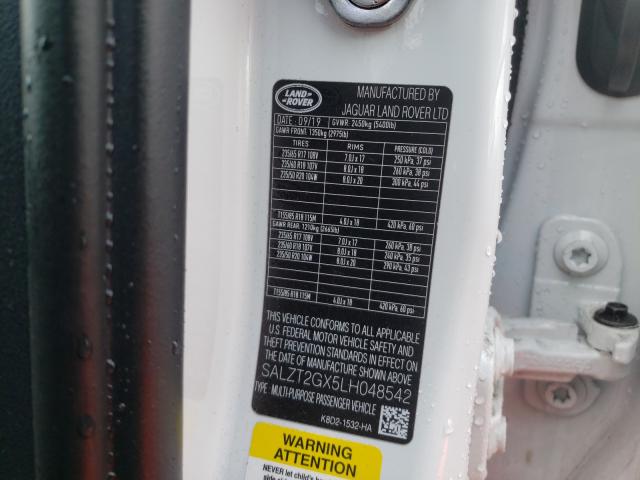 LAND
ROVER
MANUFACTURED BY
JAGUAR LAND ROVER LTD
DATE: 09/19 GVWR: 2450kg (5400lb)
GAWR FRONT: 1350kg (2975lb)
TIRES RIMS PRESSURE (COLD)
235/65 R17 108V 7.0J x 17 250 kPa, 37 psi
235/60 R18 107V 8.0J x 18 260 kPa, 38 psi
235/50 R20 104W 8.0J x 20 300 kPa, 44 psi
T155/85 R18 115M 4.0J x 18 420 kPa, 60 psi
GAWR REAR: 1210kg (2665lb)
235/65 R17 108V 7.0J x 17 260 kPa, 38 psi
235/60 R18 107V 8.0J x 18 240 kPa, 35 psi
235/50 R20 104W 8.0J x 20 290 kPa, 43 psi
T155/85 R18 115M 4.0J x 18 420 kPa, 60 psi
THIS VEHICLE CONFORMS TO ALL APPLICABLE
U.S. FEDERAL MOTOR VEHICLE SAFETY AND
THEFT PREVENTION STANDARDS IN EFFECT ON
THE DATE OF MANUFACTURE SHOWN ABOVE
SALZT2GX5LH048542
TYPE: MULTI-PURPOSE PASSENGER VEHICLE
K8D2-1532-HA
WARNING
ATTENTION
NEVER let child's